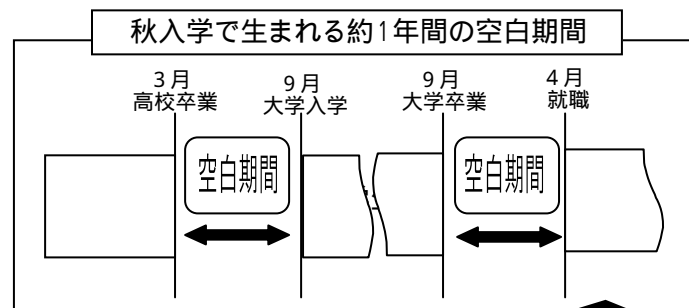 秋入学で生まれる約1年間の空白期間
3月
高校卒業
9月
大学入学
9月
大学卒業
4月
就職
空白期間
空白期間